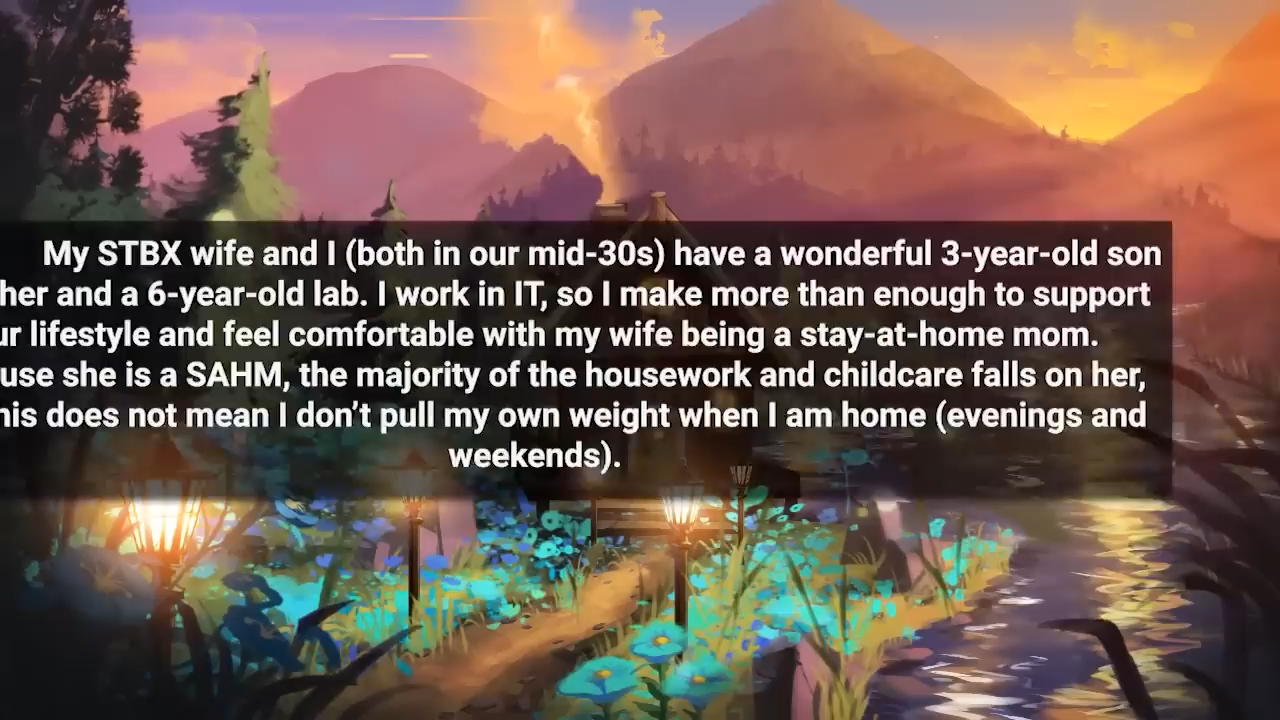 My STBX wife and I (both in our mid-30s) have a wonderful 3-year-old son
her and a 6-year-old lab. I work in IT, so I make more than enough to support
lifestyle and feel comfortable with my wife being a stay-at-home mom.
she is a SAHM, the majority of the housework and childcare falls on her,
does not mean I don’t pull my own weight when I am home (evenings and
weekends).